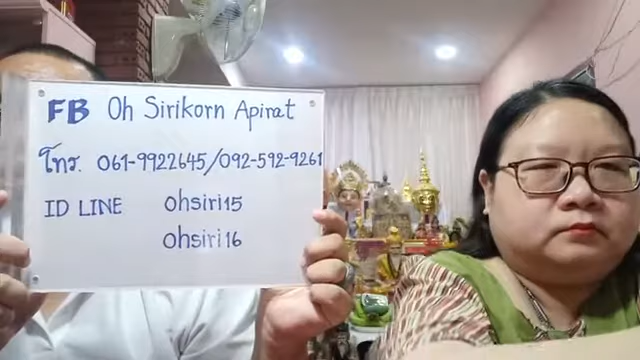 FB Oh Sirikorn Apirat
โทร. 061-9922645/092-592-9261
ID LINE ohsiri15
ohsiri16